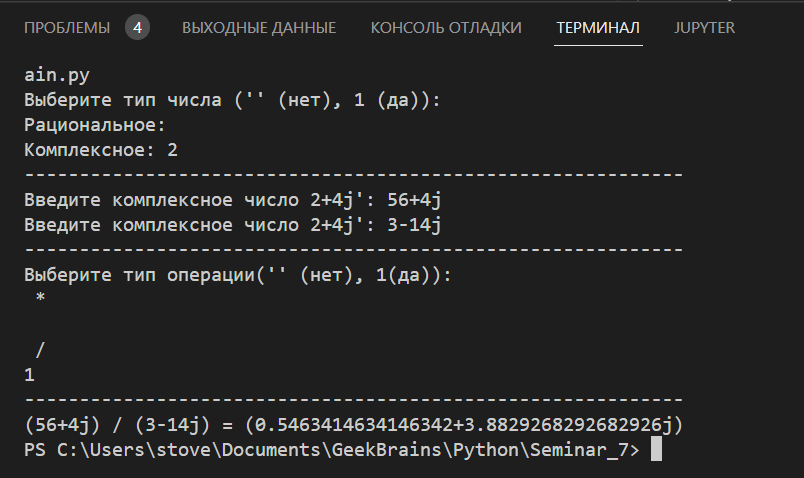 ПРОБЛЕМЫ 4 ВЫХОДНЫЕ ДАННЫЕ КОНСОЛЬ ОТЛАДКИ ТЕРМИНАЛ JUPYTER
ain.py
Выберите тип числа ('' (нет), 1 (да)):
Рациональное:
Комплексное: 2
------------------------------------------------------------
Введите комплексное число 2+4j': 56+4j
Введите комплексное число 2+4j': 3-14j
------------------------------------------------------------
Выберите тип операции('' (нет), 1(да)):
*
/
1
------------------------------------------------------------
(56+4j) / (3-14j) = (0.5463414634146342+3.8829268292682926j)
PS C:\Users\stove\Documents\GeekBrains\Python\Seminar_7>